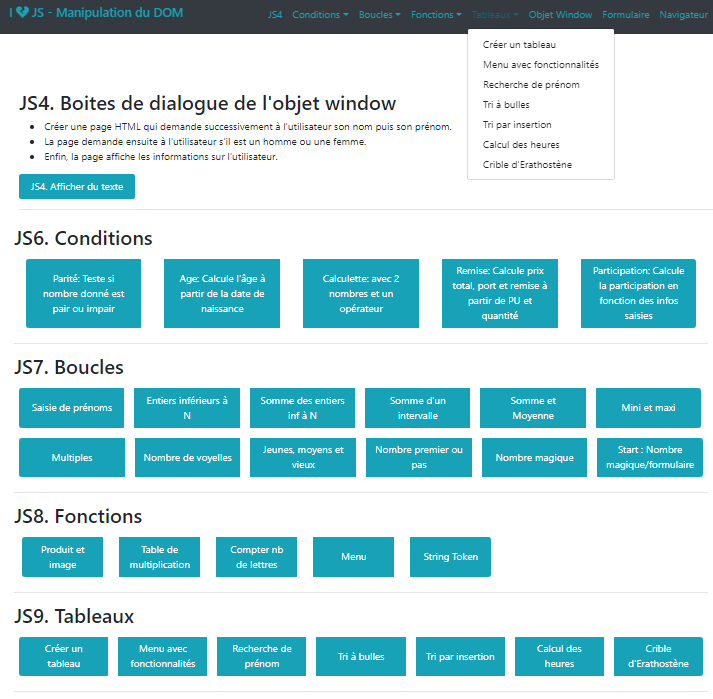 I 💔 JS - Manipulation du DOM
JS4 Conditions Boucles Fonctions Tableaux Objet Window Formulaire Navigateur
Créer un tableau
Menu avec fonctionnalités
Recherche de prénom
Tri à bulles
Tri par insertion
Calcul des heures
Crible d'Erathostène
JS4. Boites de dialogue de l'objet window
Créer une page HTML qui demande successivement à l'utilisateur son nom puis son prénom.
La page demande ensuite à l'utilisateur s'il est un homme ou une femme.
Enfin, la page affiche les informations sur l'utilisateur.
JS4. Afficher du texte
JS6. Conditions
Parité: Teste si
nombre donné est
pair ou impair
Age: Calcule l'âge à
partir de la date de
naissance
Calculette: avec 2
nombres et un
opérateur
Remise: Calcule prix
total, port et remise à
partir de PU et
quantité
Participation: Calcule
la participation en
fonction des infos
saisies
JS7. Boucles
Saisie de prénoms
Entiers inférieurs à
N
Somme des entiers
inf à N
Somme d'un
intervalle
Somme et
Moyenne
Mini et maxi
Multiples
Nombre de voyelles
Jeunes, moyens et
vieux
Nombre premier ou
pas
Nombre magique
Start : Nombre
magique/formulaire
JS8. Fonctions
Produit et
image
Table de
multiplication
Compter nb
de lettres
Menu
String Token
JS9. Tableaux
Créer un
tableau
Menu avec
fonctionnalités
Recherche de
prénom
Tri à bulles
Tri par insertion
Calcul des
heures
Crible
d'Erathostène